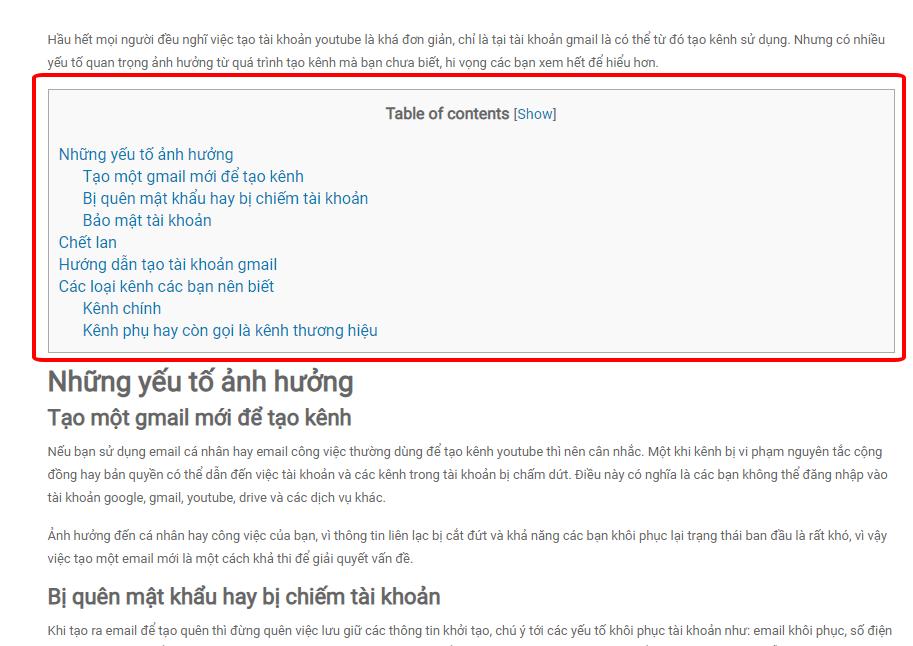 Hầu hết mọi người đều nghĩ việc tạo tài khoản youtube là khá đơn giản, chỉ là tại tài khoản gmail là có thể từ đó tạo kênh sử dụng. Nhưng có nhiều
yếu tố quan trọng ảnh hưởng từ quá trình tạo kênh mà bạn chưa biết, hi vọng các bạn xem hết để hiểu hơn.
Table of contents [Show]
Những yếu tố ảnh hưởng
Tạo một gmail mới để tạo kênh
Bị quên mật khẩu hay bị chiếm tài khoản
Bảo mật tài khoản
Chết lan
Hướng dẫn tạo tài khoản gmail
Các loại kênh các bạn nên biết
Kênh chính
Kênh phụ hay còn gọi là kênh thương hiệu
Những yếu tố ảnh hưởng
Tạo một gmail mới để tạo kênh
Nếu bạn sử dụng email cá nhân hay email công việc thường dùng để tạo kênh youtube thì nên cân nhắc. Một khi kênh bị vi phạm nguyên tắc cộng
đồng hay bản quyền có thể dẫn đến việc tài khoản và các kênh trong tài khoản bị chấm dứt. Điều này có nghĩa là các bạn không thể đăng nhập vào
tài khoản google, gmail, youtube, drive và các dịch vụ khác.
Ảnh hưởng đến cá nhân hay công việc của bạn, vì thông tin liên lạc bị cắt đứt và khả năng các bạn khôi phục lại trạng thái ban đầu là rất khó, vì vậy
việc tạo một email mới là một cách khả thi để giải quyết vấn đề.
Bị quên mật khẩu hay bị chiếm tài khoản
Khi tạo ra email để tạo quên thì đừng quên việc lưu giữ các thông tin khởi tạo, chú ý tới các yếu tố khôi phục tài khoản như: email khôi phục, số điện